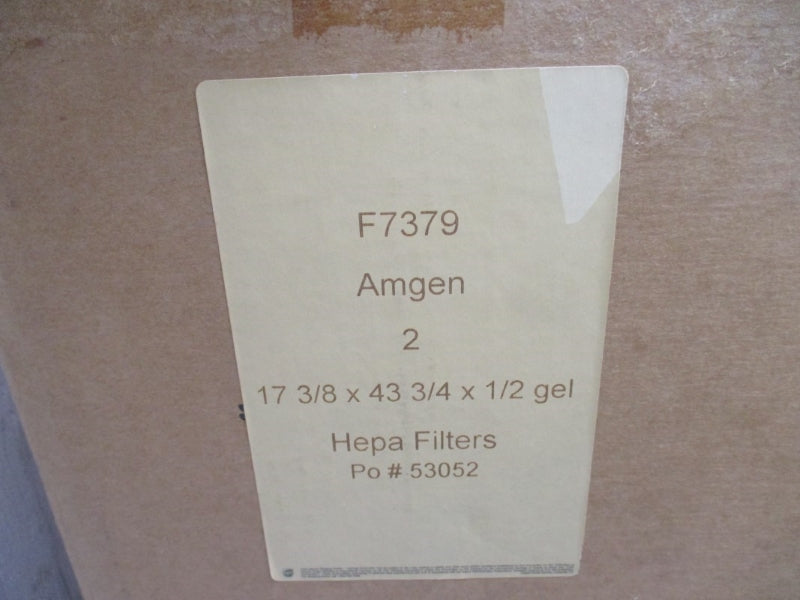 F7379
Amgen
2
17 3/8 x 43 3/4 x 1/2 gel
Hepa Filters
Po # 53052